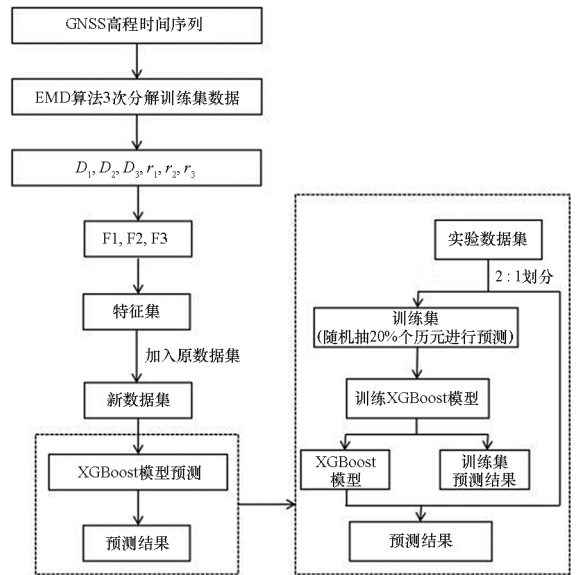 GNSS高程时间序列
EMD算法3次分解训练集数据
D1, D2, D3, r1, r2, r3
F1, F2, F3
特征集
加入原数据集
新数据集
XGBoost模型预测
预测结果
实验数据集
2 : 1划分
训练集
(随机抽20%个历元进行预测)
训练XGBoost模型
XGBoost
模型
训练集
预测结果
预测结果